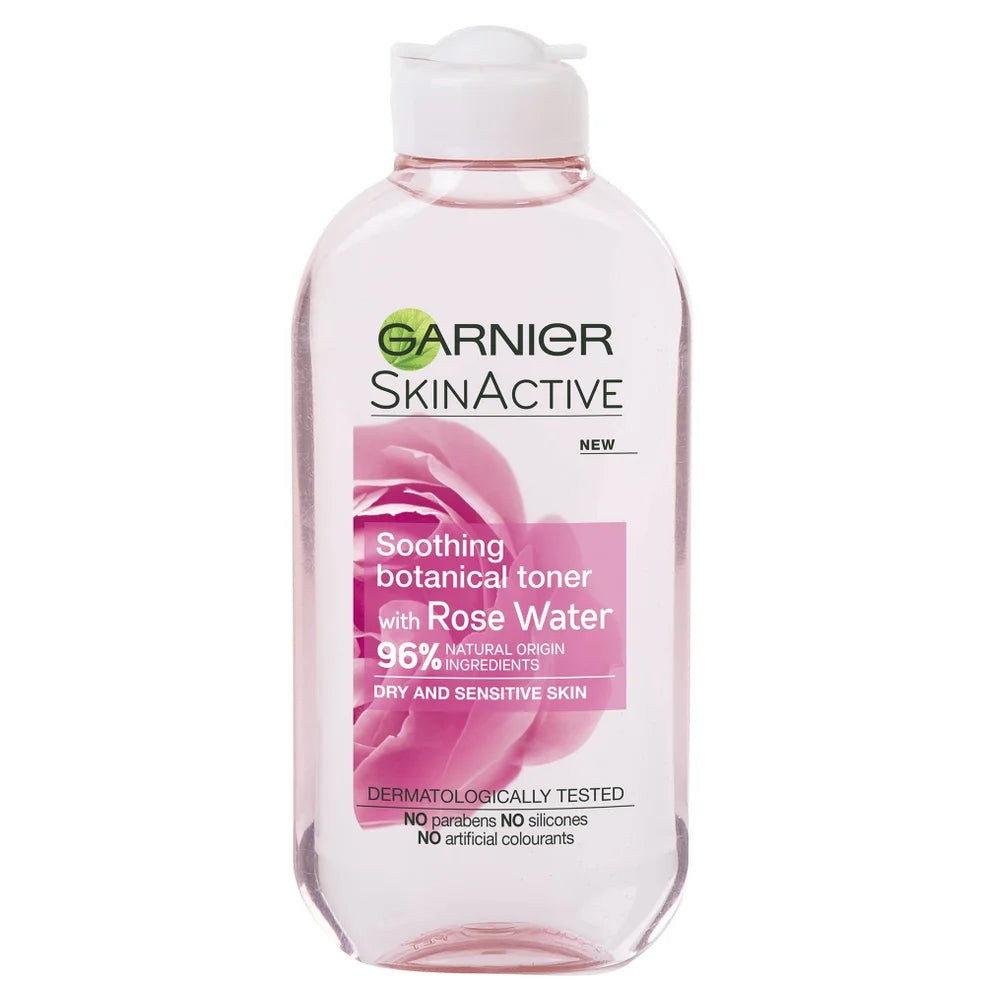 GARNIER
SKINACTIVE
NEW
Soothing
botanical toner
with Rose Water
96% NATURAL ORIGIN
INGREDIENTS
DRY AND SENSITIVE SKIN
DERMATOLOGICALLY TESTED
NO parabens NO silicones
NO artificial colourants